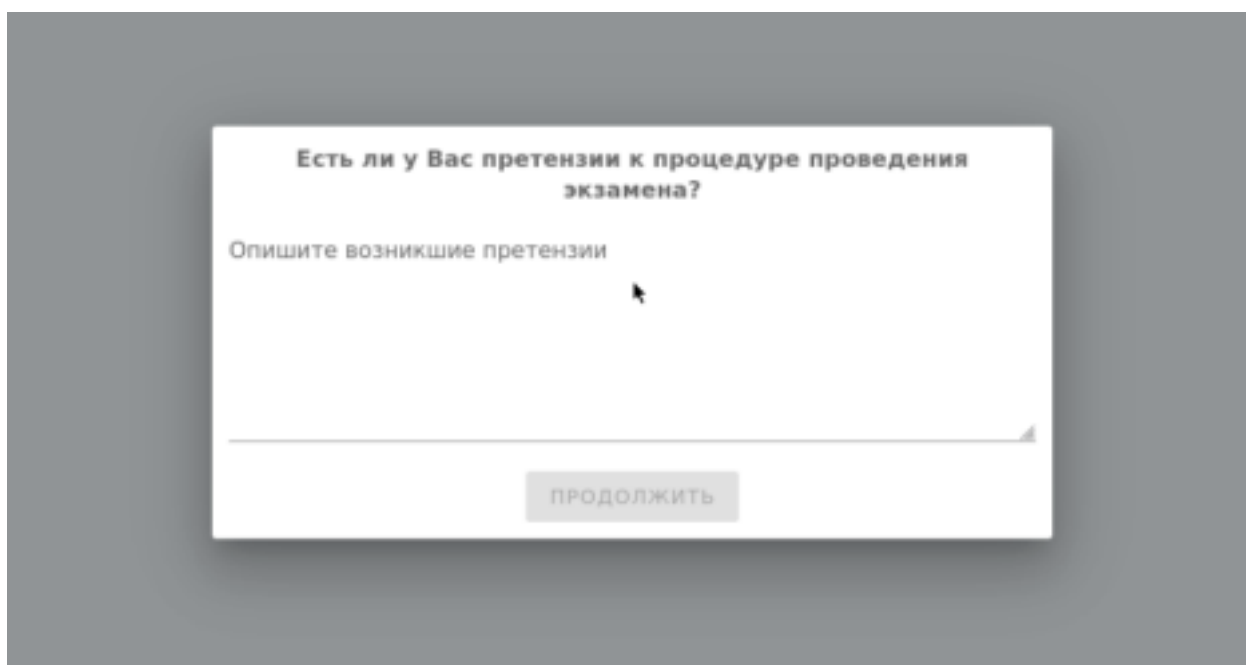 Есть ли у Вас претензии к процедуре проведения
экзамена?
Опишите возникшие претензии
ПРОДОЛЖИТЬ